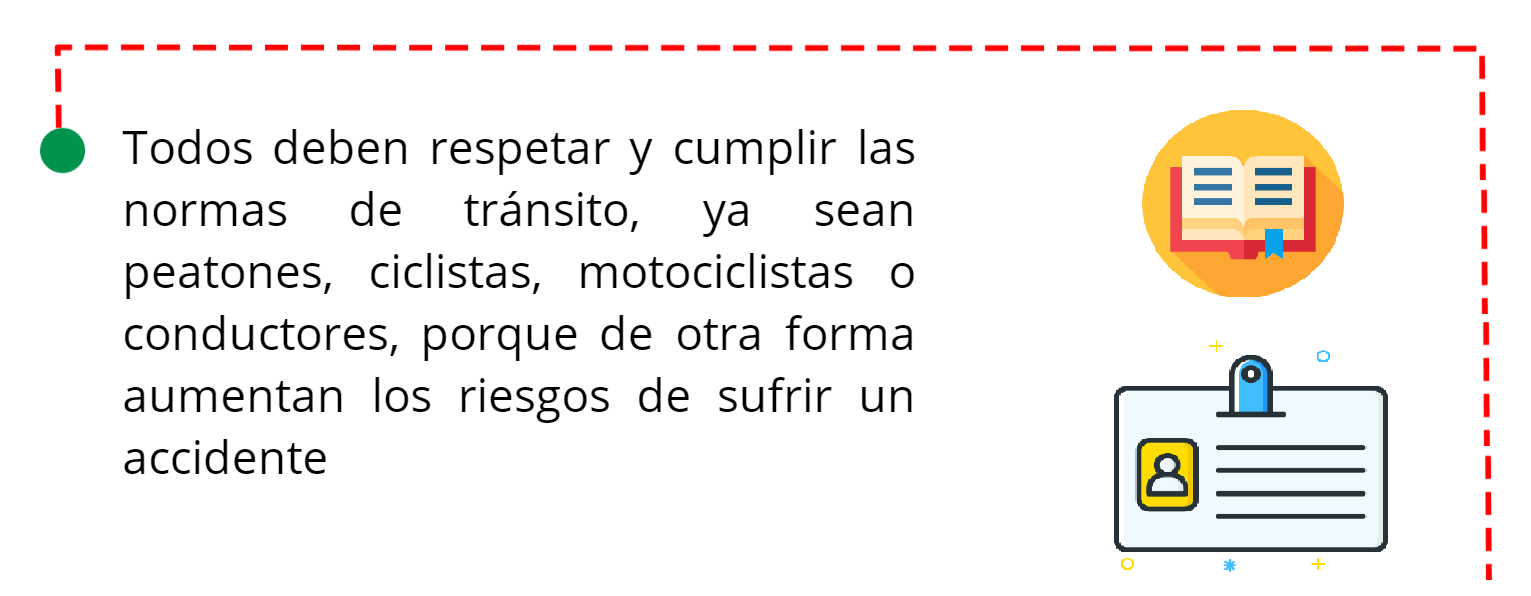 Todos deben respetar y cumplir las
normas de tránsito, ya sean
peatones, ciclistas, motociclistas o
conductores, porque de otra forma
aumentan los riesgos de sufrir un
accidente